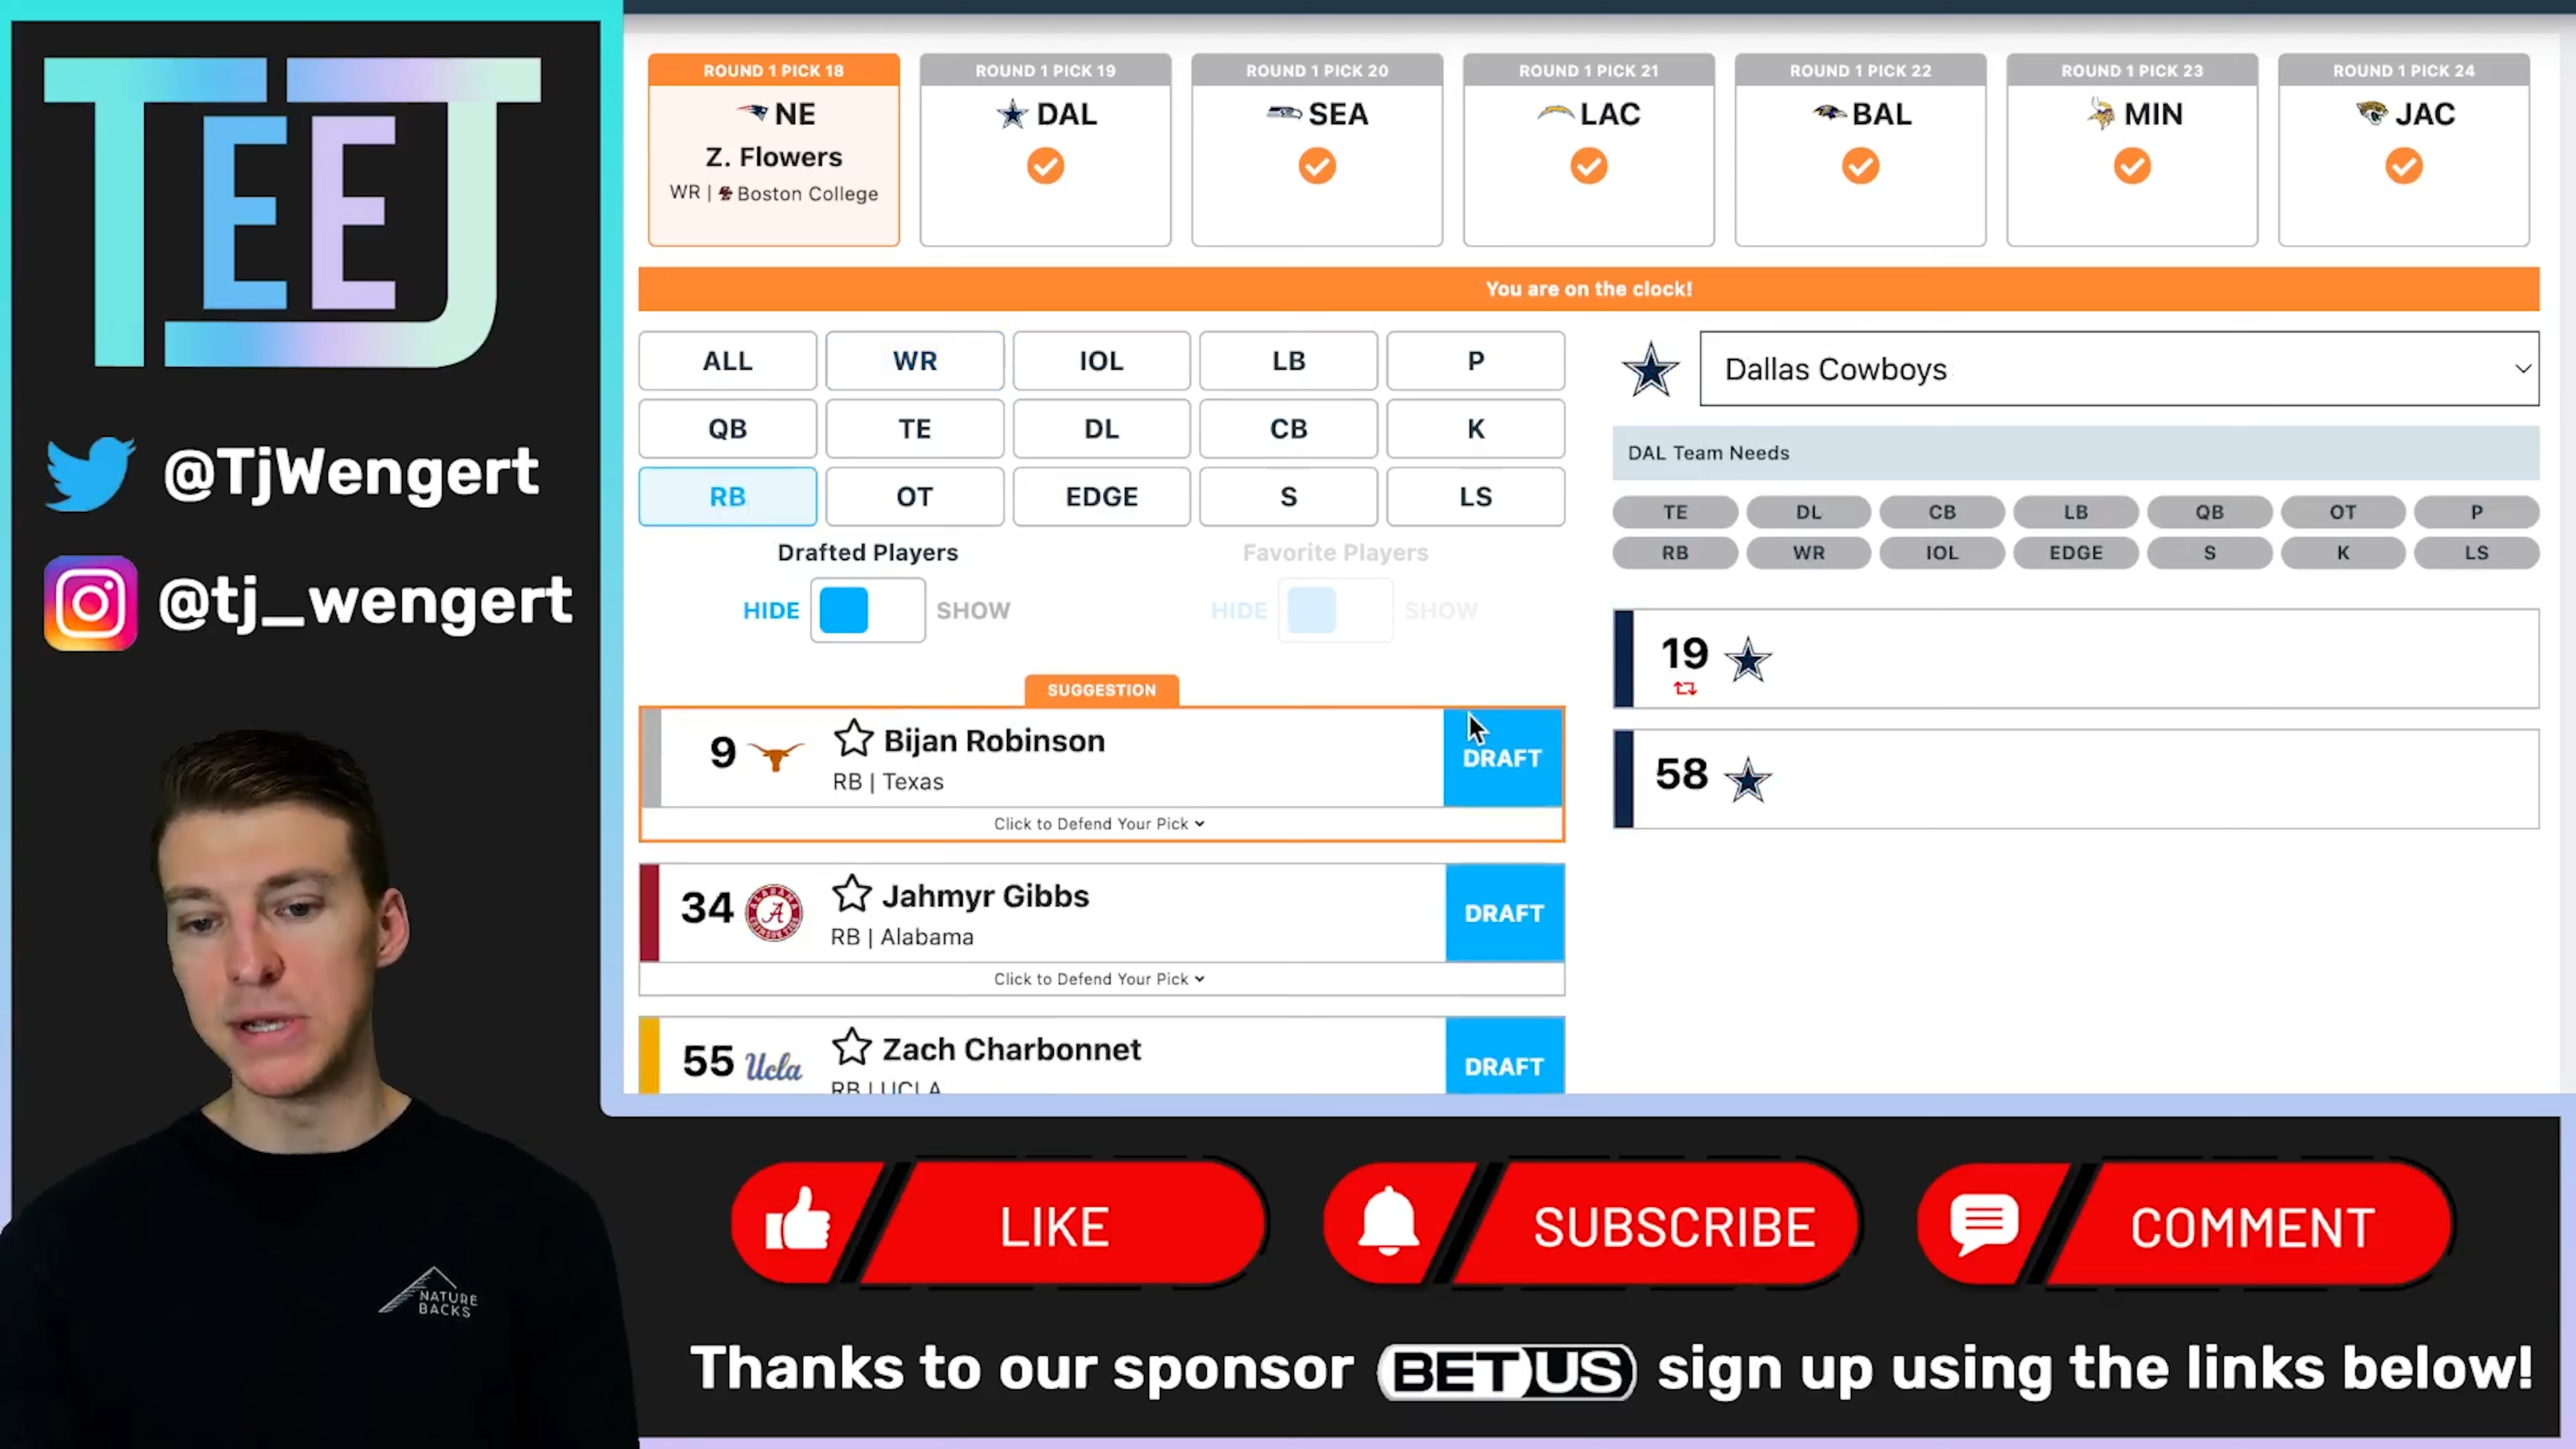 TEEJ
@TjWengert
@tj_wengert
NATURE
BACKS
ROUND 1 PICK 18
NE
Z. Flowers
WR | Boston College
ROUND 1 PICK 19
DAL
ROUND 1 PICK 20
SEA
ROUND 1 PICK 21
LAC
ROUND 1 PICK 22
BAL
ROUND 1 PICK 23
MIN
ROUND 1 PICK 24
JAC
You are on the clock!
ALL WR IOL LB P
QB TE DL CB K
RB OT EDGE S LS
Drafted Players
HIDE SHOW
Favorite Players
HIDE SHOW
SUGGESTION
9 Bijan Robinson
RB | Texas
DRAFT
Click to Defend Your Pick
34 Jahmyr Gibbs
RB | Alabama
DRAFT
Click to Defend Your Pick
55 Ucla Zach Charbonnet
RB | UCLA
DRAFT
Dallas Cowboys
DAL Team Needs
TE DL CB LB QB OT P
RB WR IOL EDGE S K LS
19
58
LIKE
SUBSCRIBE
COMMENT
Thanks to our sponsor BETUS sign up using the links below!